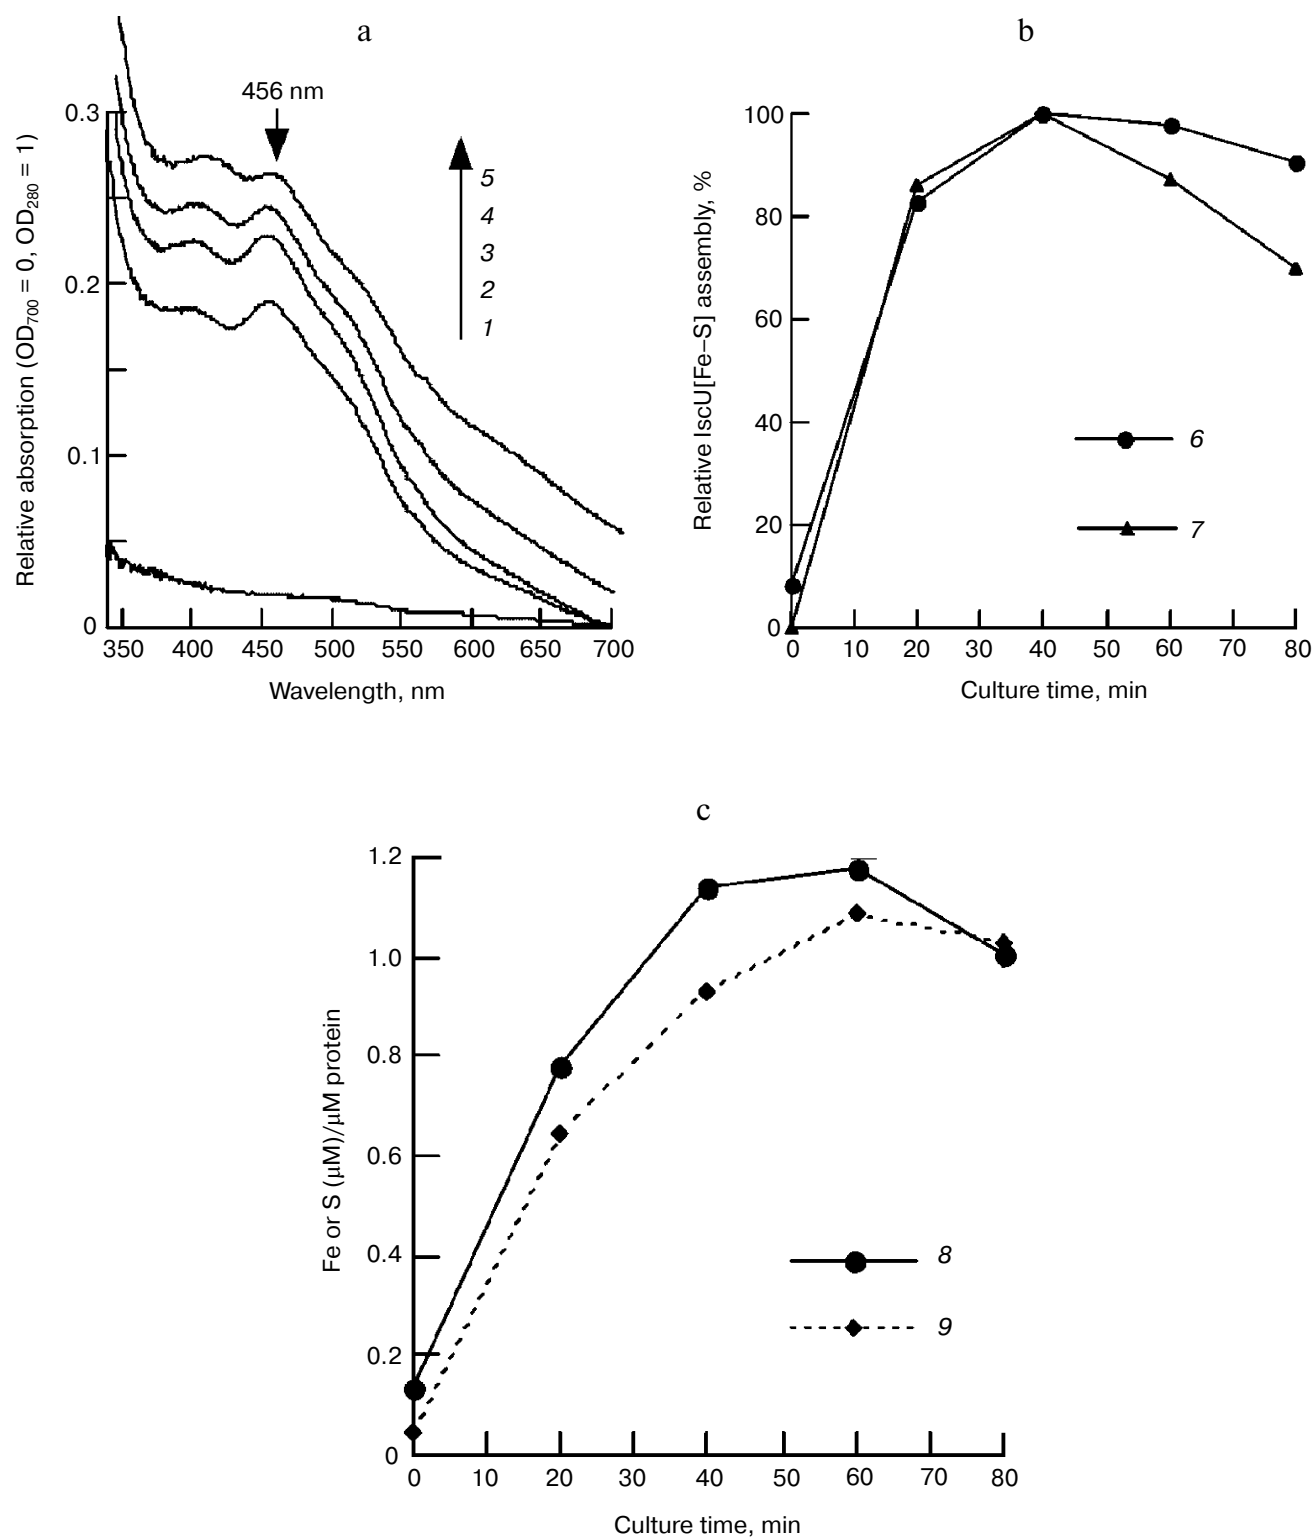 a
456 nm
Relative absorption (OD700 = 0, OD280 = 1)
0.3
0.2
0.1
0
5
4
3
2
1
350 400 450 500 550 600 650 700
Wavelength, nm
b
Relative IscU[Fe–S] assembly, %
100
80
60
40
20
0
6
7
0 10 20 30 40 50 60 70 80
Culture time, min
c
Fe or S (μM)/μM protein
1.2
1.0
0.8
0.6
0.4
0.2
0
8
9
0 10 20 30 40 50 60 70 80
Culture time, min